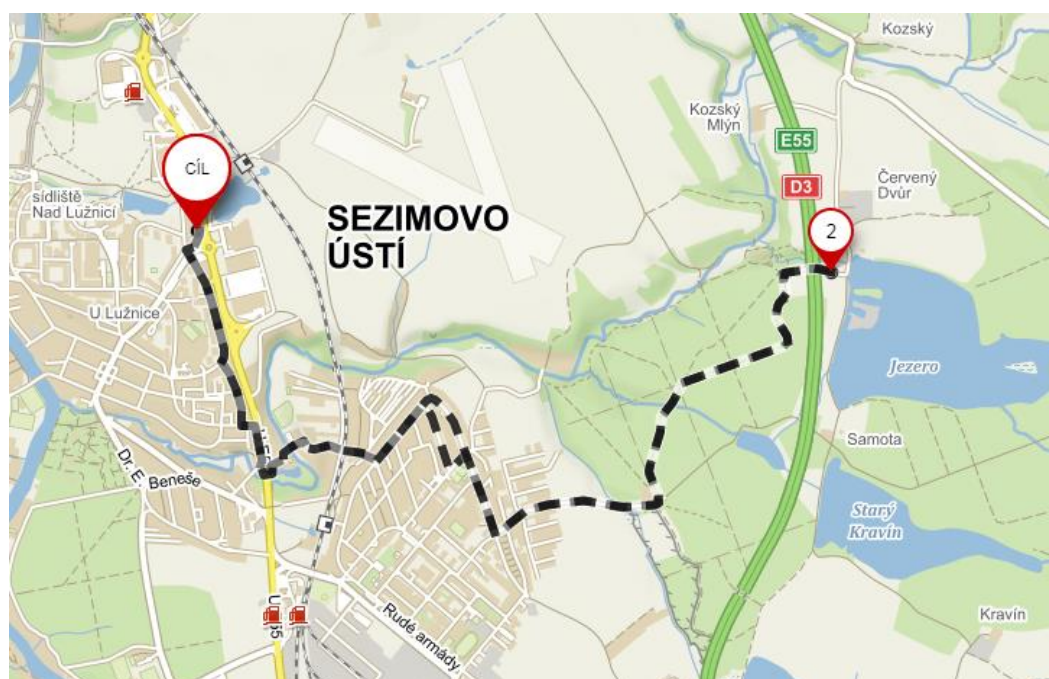 Kozský
Kozský
Mlýn
E55
CÍL
D3
Červený
Dvůr
sídliště
Nad Lužnicí
SEZIMOVO
ÚSTÍ
2
U Lužnice
Jezero
Samota
Dr. E. Beneše
Starý
Kravín
Rudé armády
Kravín